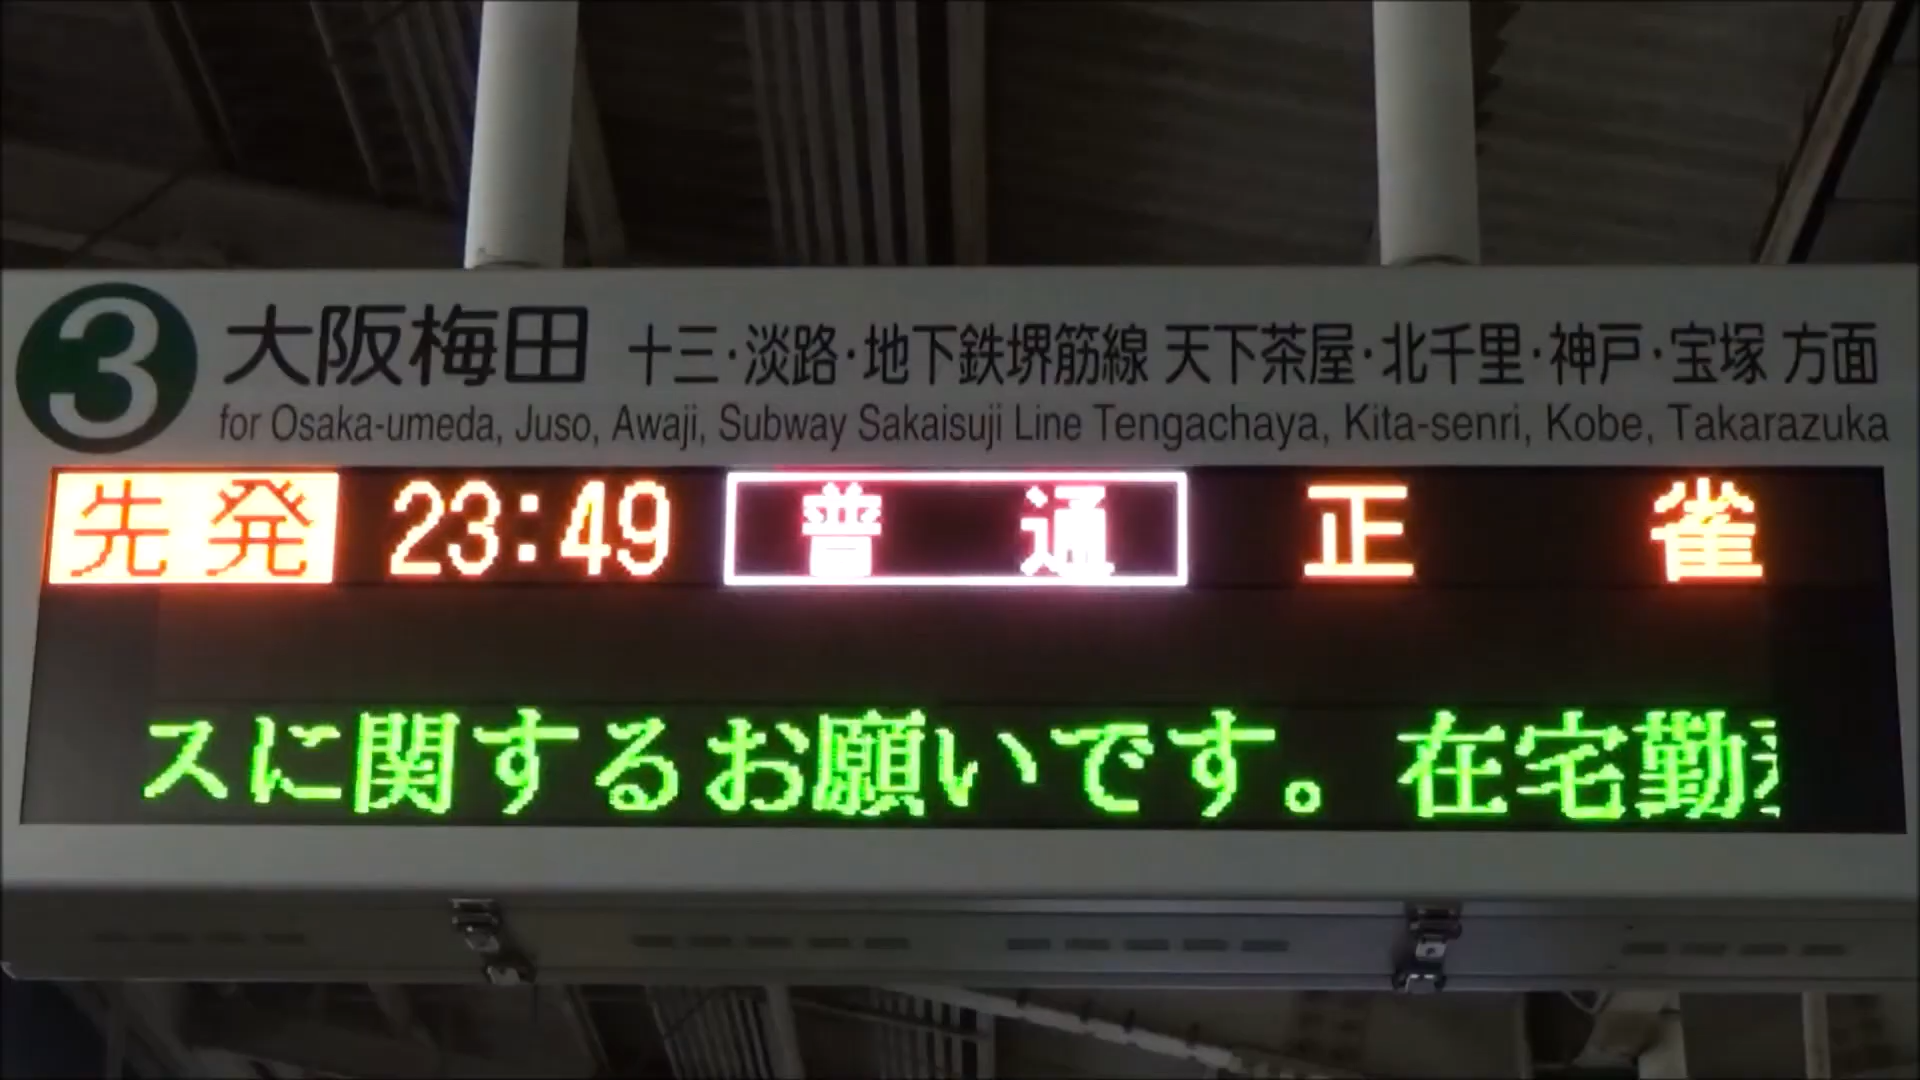 3 大阪梅田 十三・淡路・地下鉄堺筋線 天下茶屋・北千里・神戸・宝塚 方面
for Osaka-umeda, Juso, Awaji, Subway Sakaisuji Line Tengachaya, Kita-senri, Kobe, Takarazuka
先発 23:49 普通 正雀
スに関するお願いです。在宅勤